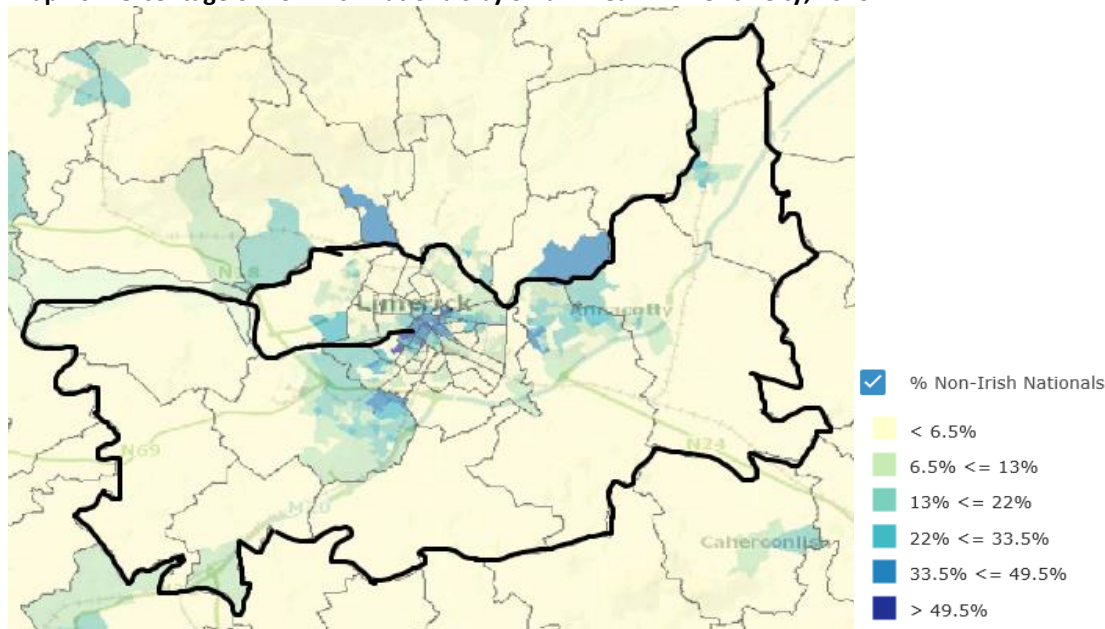 N18
Limerick
Annacotty
N69
N24
M20
Caherconlish
% Non-Irish Nationals
< 6.5%
6.5% <= 13%
13% <= 22%
22% <= 33.5%
33.5% <= 49.5%
> 49.5%